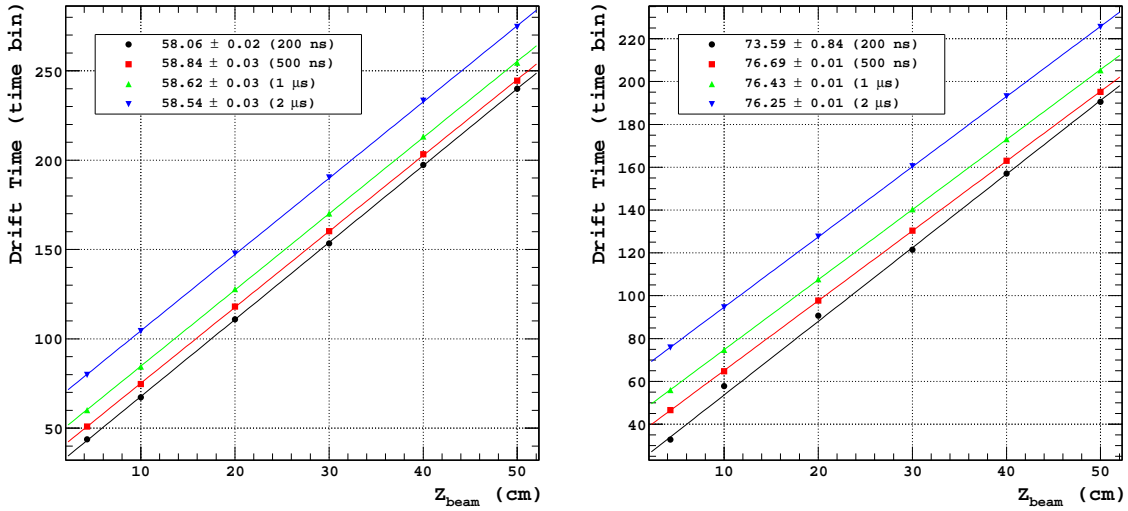 Drift Time (time bin)
250
200
150
100
50
58.06 ± 0.02 (200 ns)
58.84 ± 0.03 (500 ns)
58.62 ± 0.03 (1 μs)
58.54 ± 0.03 (2 μs)
10 20 30 40 50
Z_beam (cm)
Drift Time (time bin)
220
200
180
160
140
120
100
80
60
40
73.59 ± 0.84 (200 ns)
76.69 ± 0.01 (500 ns)
76.43 ± 0.01 (1 μs)
76.25 ± 0.01 (2 μs)
10 20 30 40 50
Z_beam (cm)